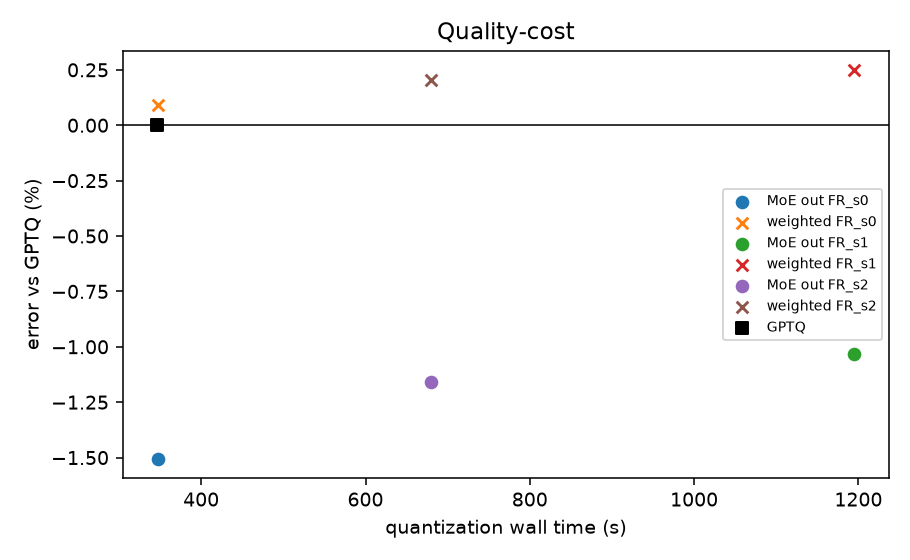 Quality-cost
error vs GPTQ (%)
0.25
0.00
−0.25
−0.50
−0.75
−1.00
−1.25
−1.50
MoE out FR_s0
weighted FR_s0
MoE out FR_s1
weighted FR_s1
MoE out FR_s2
weighted FR_s2
GPTQ
400 600 800 1000 1200
quantization wall time (s)